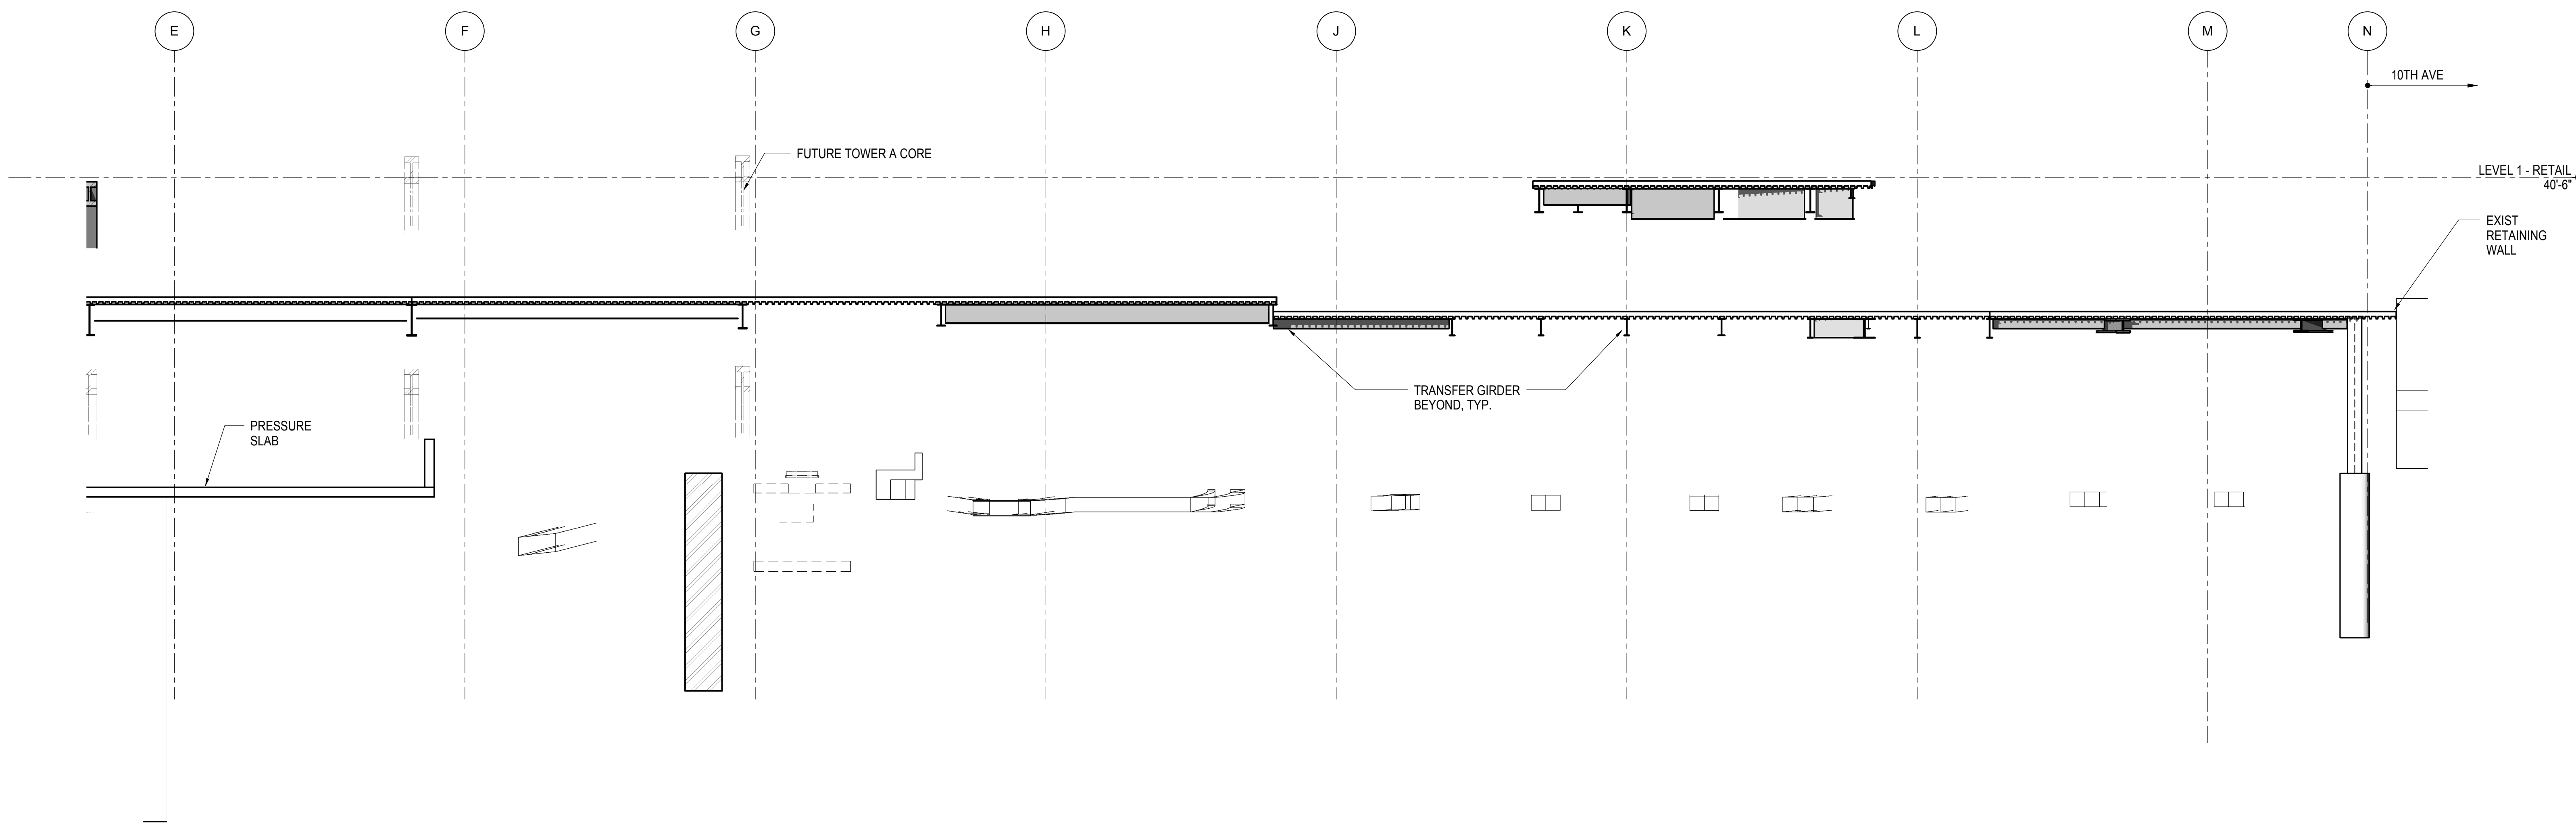 E
F
G
H
J
K
L
M
N
10TH AVE
FUTURE TOWER A CORE
LEVEL 1 - RETAIL
40'-6"
EXIST
RETAINING
WALL
TRANSFER GIRDER
BEYOND, TYP.
PRESSURE
SLAB